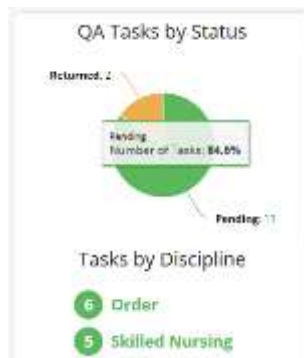 QA Tasks by Status
Returned: 2
Pending
Number of Tasks: 84.6%
Pending: 11
Tasks by Discipline
6 Order
5 Skilled Nursing